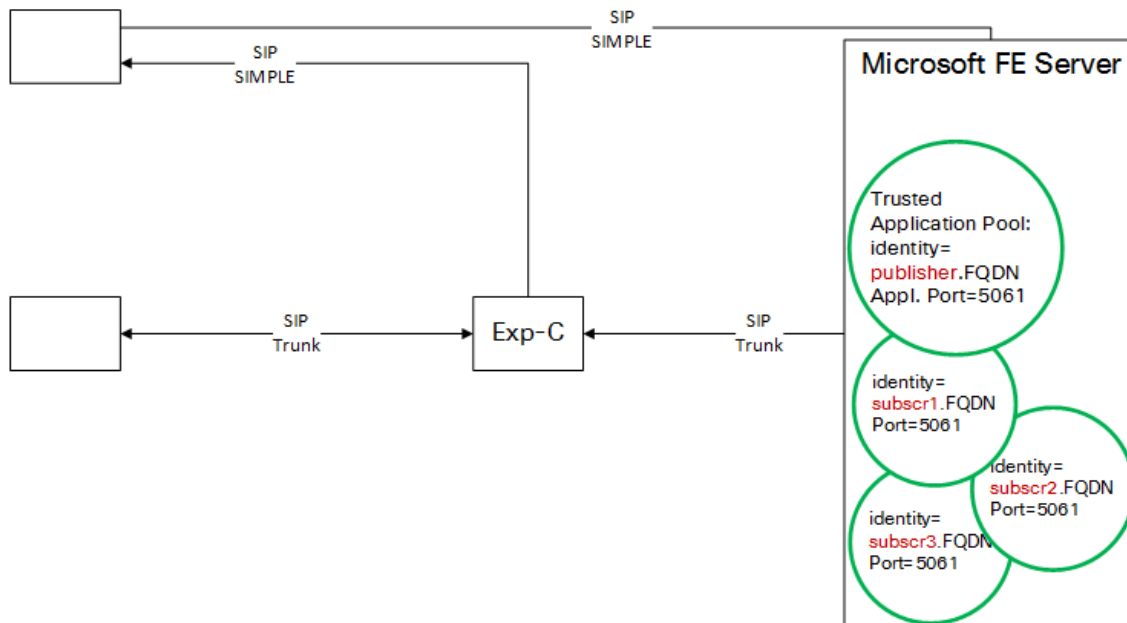 SIP
SIMPLE
SIP
SIMPLE
Microsoft FE Server
Trusted
Application Pool:
identity=
publisher.FQDN
Appl. Port=5061
SIP
Trunk
Exp-C
SIP
Trunk
identity=
subscr1.FQDN
Port=5061
identity=
subscr2.FQDN
Port=5061
identity=
subscr3.FQDN
Port=5061